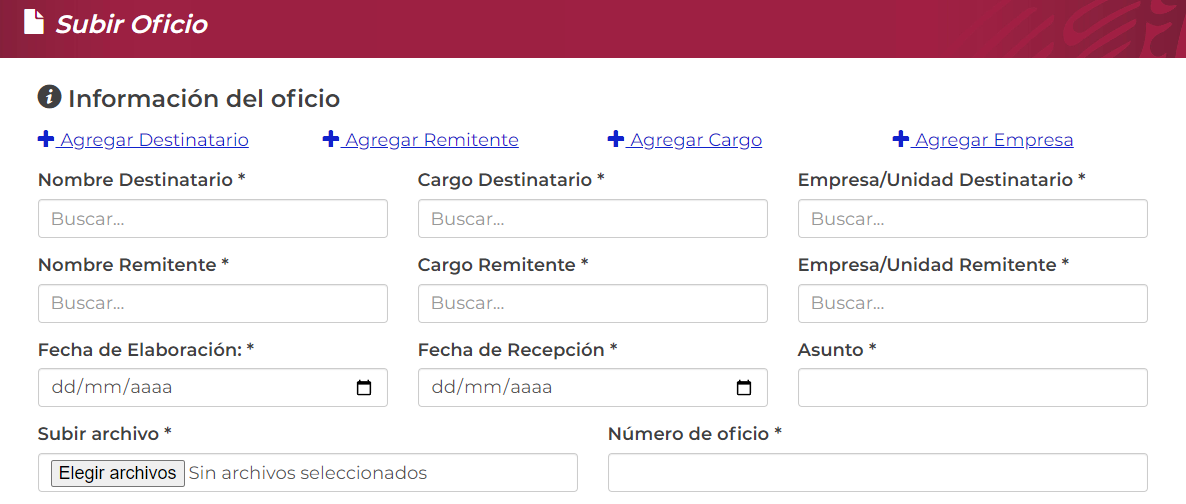 Subir Oficio
Información del oficio
Agregar Destinatario Agregar Remitente Agregar Cargo Agregar Empresa
Nombre Destinatario * Cargo Destinatario * Empresa/Unidad Destinatario *
Buscar... Buscar... Buscar...
Nombre Remitente * Cargo Remitente * Empresa/Unidad Remitente *
Buscar... Buscar... Buscar...
Fecha de Elaboración: * Fecha de Recepción * Asunto *
dd/mm/aaaa dd/mm/aaaa
Subir archivo * Número de oficio *
Elegir archivos Sin archivos seleccionados